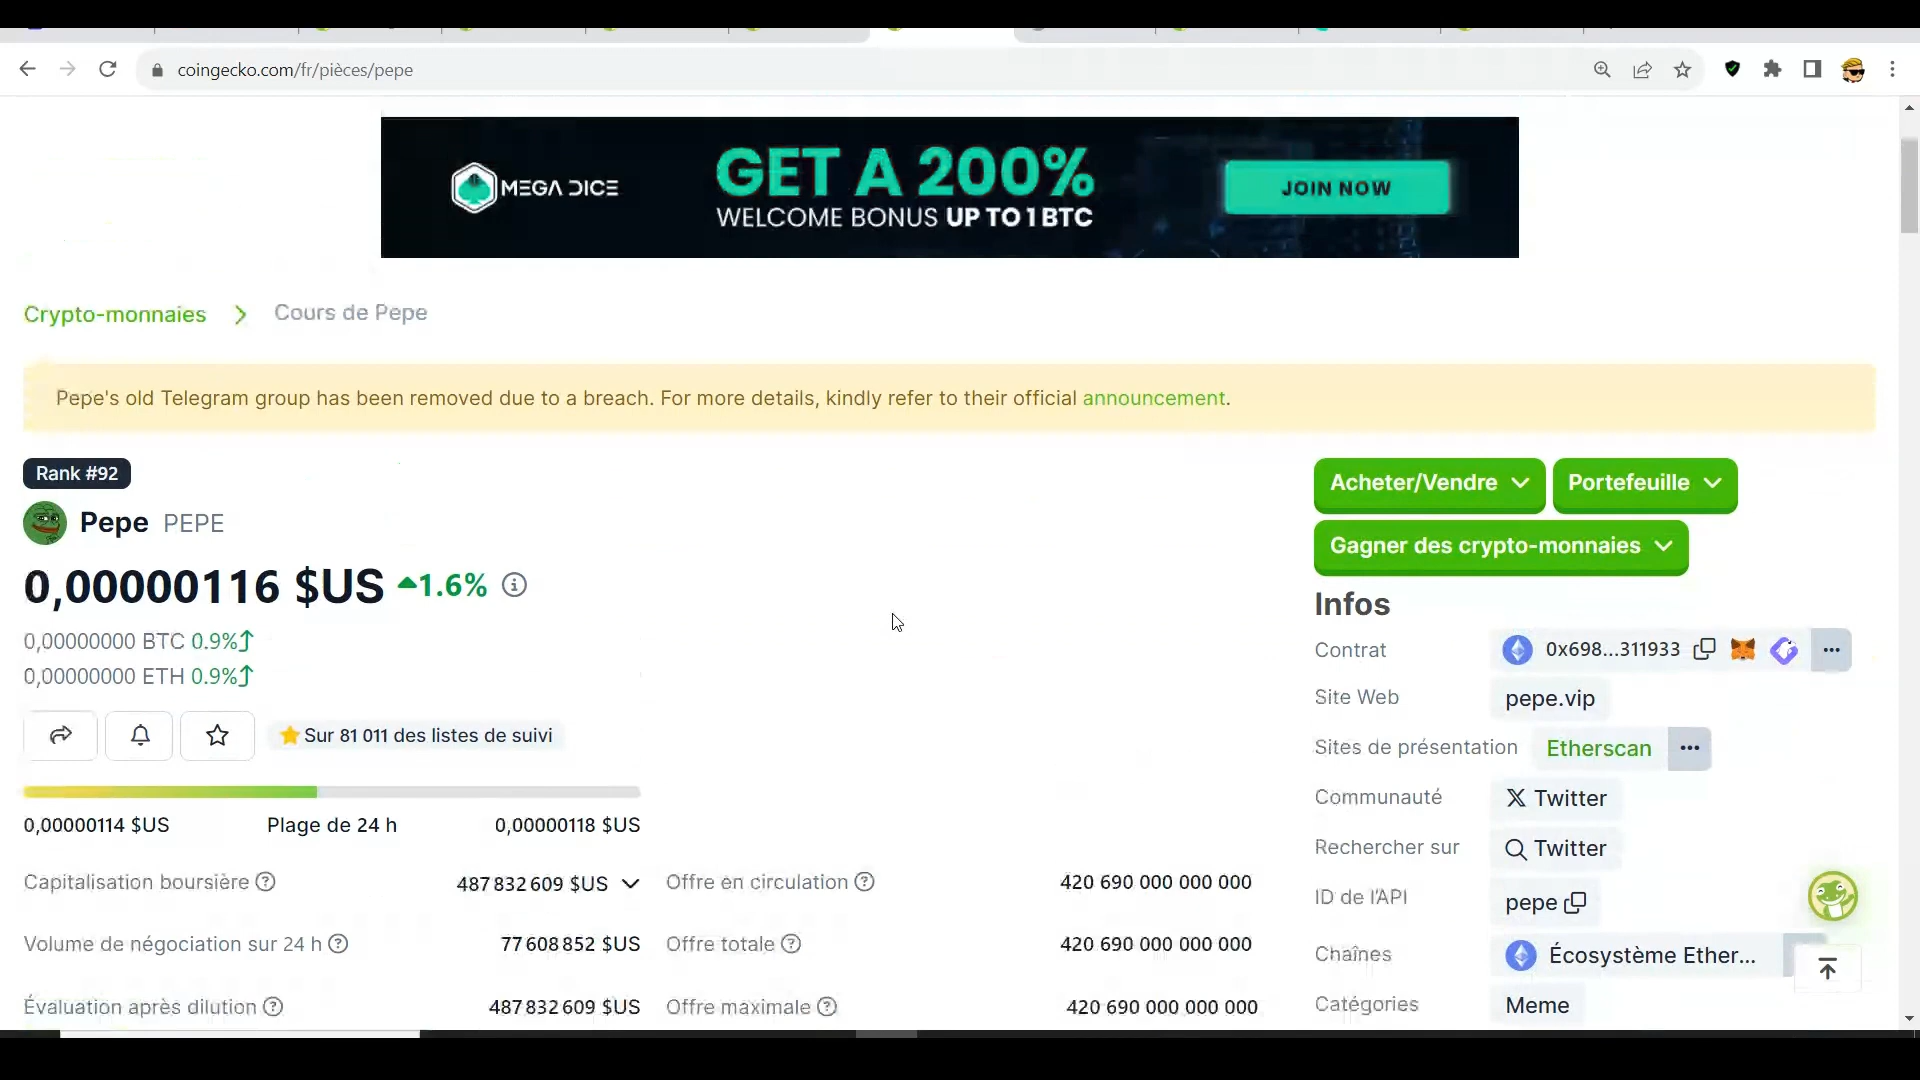 coingecko.com/fr/pièces/pepe
MEGA DICE
GET A 200%
WELCOME BONUS UP TO 1 BTC
JOIN NOW
Crypto-monnaies
Cours de Pepe
Pepe's old Telegram group has been removed due to a breach. For more details, kindly refer to their official announcement.
Rank #92
Pepe PEPE
0,00000116 $US 1.6%
0,00000000 BTC 0.9%
0,00000000 ETH 0.9%
Sur 81 011 des listes de suivi
0,00000114 $US Plage de 24 h 0,00000118 $US
Capitalisation boursière 487 832 609 $US
Offre en circulation 420 690 000 000 000
Volume de négociation sur 24 h 77 608 852 $US
Offre totale 420 690 000 000 000
Évaluation après dilution 487 832 609 $US
Offre maximale 420 690 000 000 000
Acheter/Vendre
Portefeuille
Gagner des crypto-monnaies
Infos
Contrat 0x698...311933
Site Web pepe.vip
Sites de présentation Etherscan
Communauté Twitter
Rechercher sur Twitter
ID de l'API pepe
Chaînes Écosystème Ether...
Catégories Meme